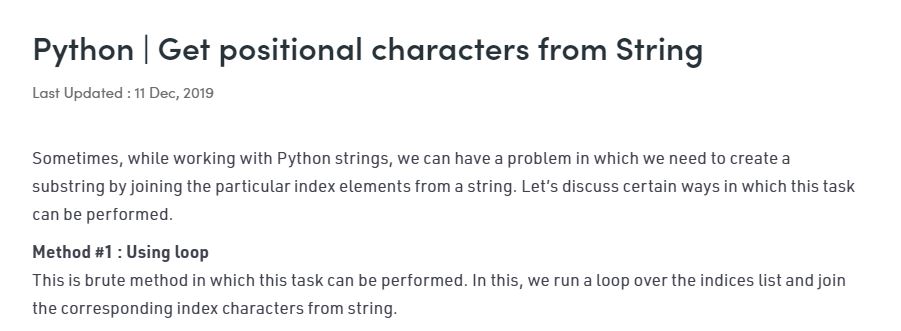 Python | Get positional characters from String
Last Updated : 11 Dec, 2019
Sometimes, while working with Python strings, we can have a problem in which we need to create a
substring by joining the particular index elements from a string. Let's discuss certain ways in which this task
can be performed.
Method #1 : Using loop
This is brute method in which this task can be performed. In this, we run a loop over the indices list and join
the corresponding index characters from string.